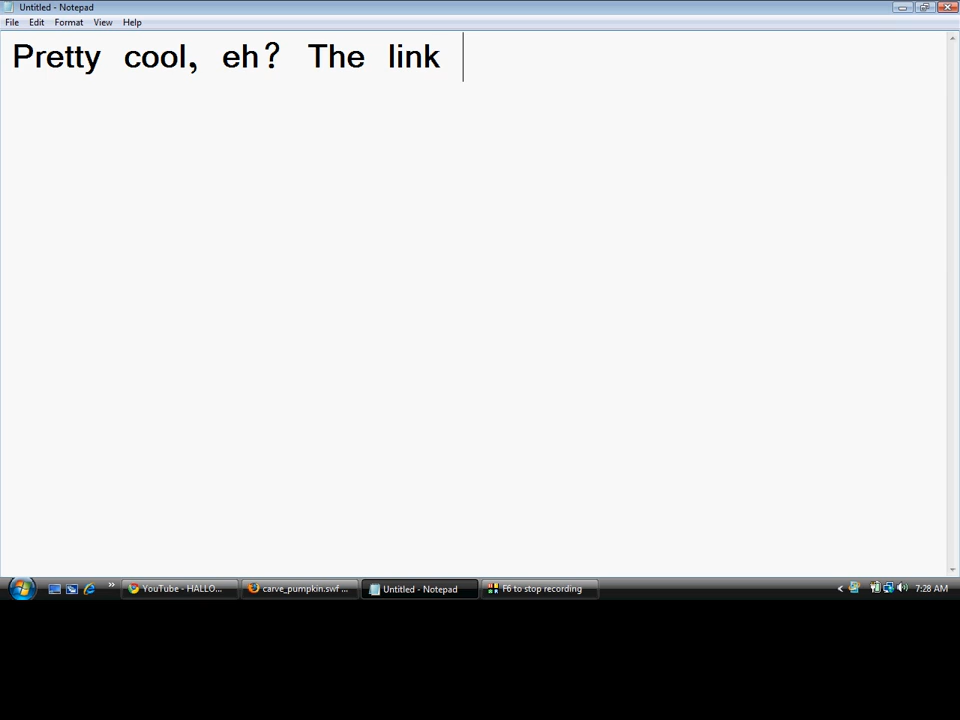 Untitled - Notepad
File Edit Format View Help
Pretty cool, eh? The link
» YouTube - HALLO... carve_pumpkin.swf ... Untitled - Notepad F6 to stop recording < 7:28 AM